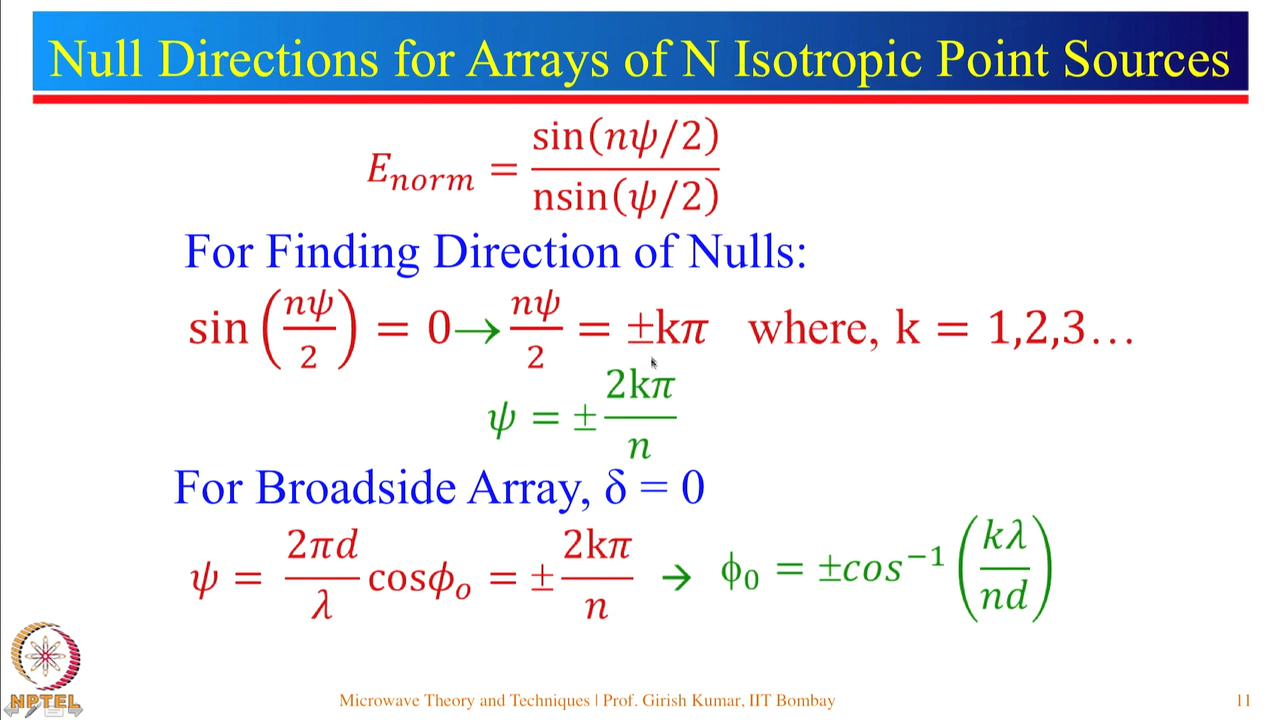 Null Directions for Arrays of N Isotropic Point Sources
E_norm = sin(nψ/2) / nsin(ψ/2)
For Finding Direction of Nulls:
sin (nψ/2) = 0 → nψ/2 = ±kπ where, k = 1,2,3...
ψ = ± 2kπ/n
For Broadside Array, δ = 0
ψ = 2πd/λ cosϕ_o = ± 2kπ/n → ϕ_0 = ±cos⁻¹ (kλ/nd)
NPTEL
Microwave Theory and Techniques | Prof. Girish Kumar, IIT Bombay
11